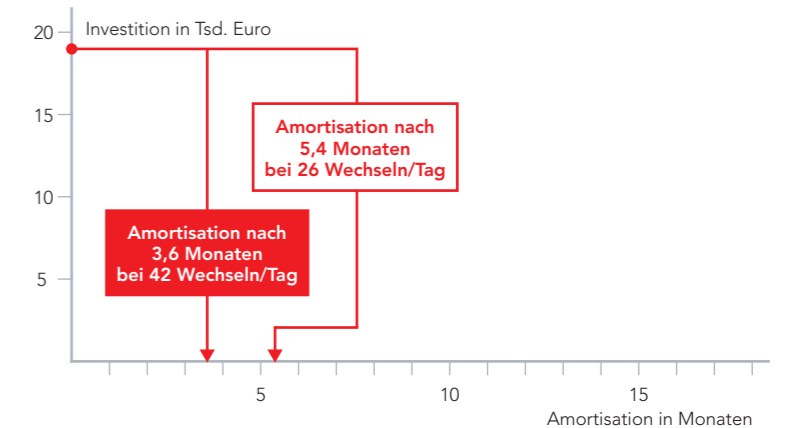 Investition in Tsd. Euro
20
15
10
5
Amortisation nach
5,4 Monaten
bei 26 Wechseln/Tag
Amortisation nach
3,6 Monaten
bei 42 Wechseln/Tag
5
10
15
Amortisation in Monaten